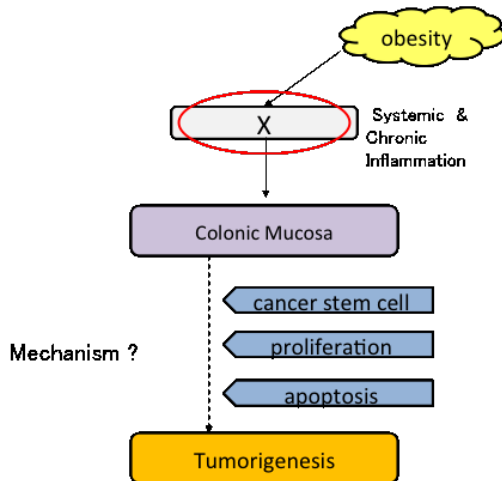 obesity
X
Systemic &
Chronic
Inflammation
Colonic Mucosa
cancer stem cell
proliferation
Mechanism ?
apoptosis
Tumorigenesis